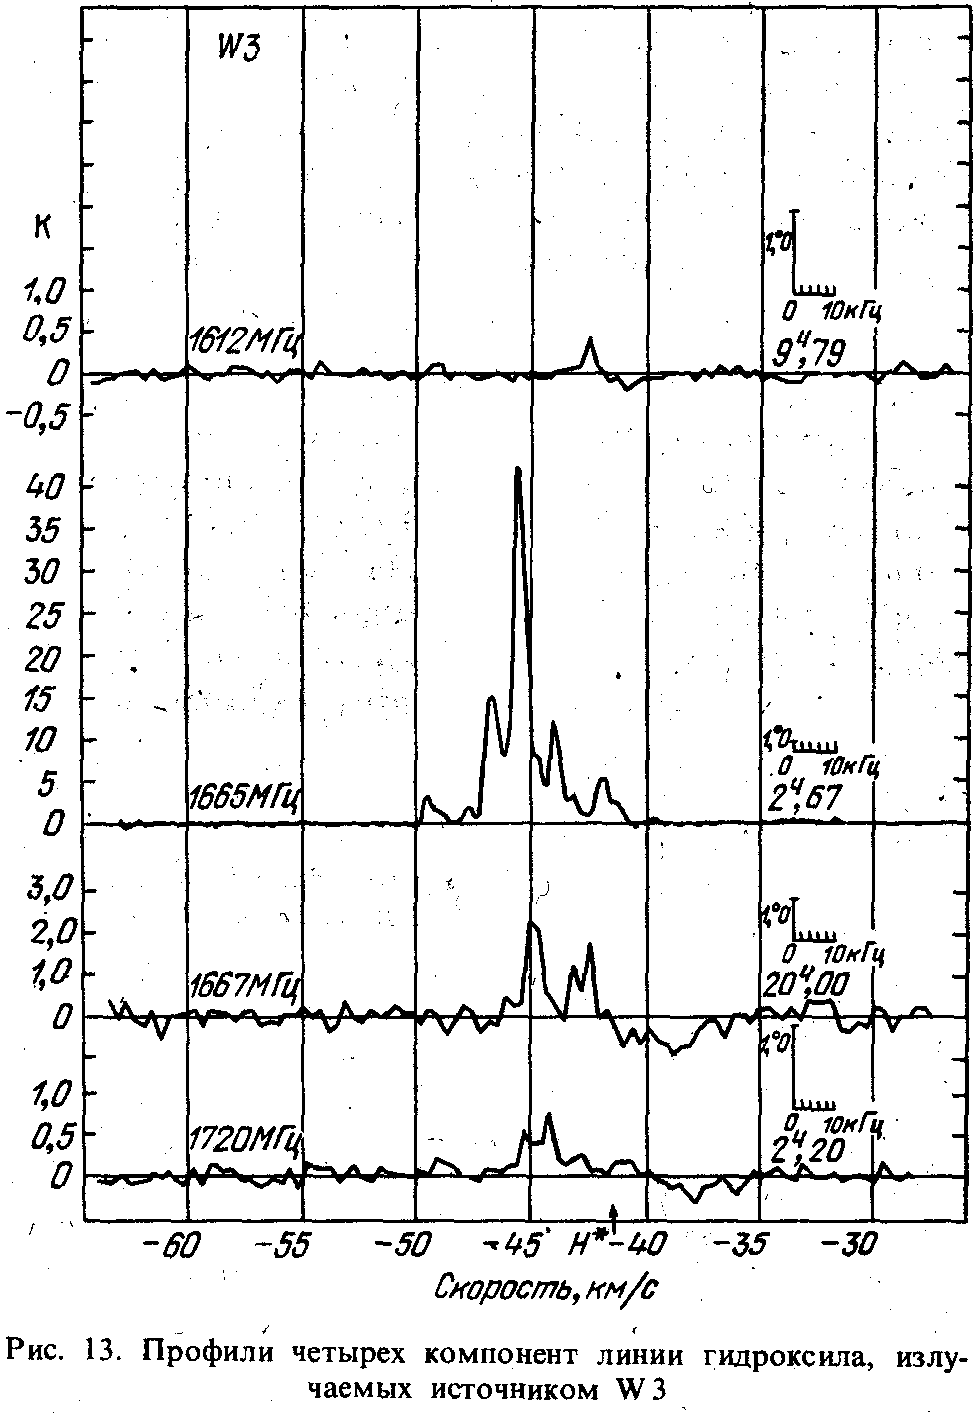 W3
К
1,0
0,5
0
-0,5
1612МГц
1,°0
0 10кГц
9ч,79
40
35
30
25
20
15
10
5
0
1665МГц
1,°0
0 10кГц
2ч,67
3,0
2,0
1,0
0
1667МГц
1,°0
0 10кГц
20ч,00
1,0
0,5
0
1720МГц
1,°0
0 10кГц
2ч,20
-60 -55 -50 -45 H* -40 -35 -30
Скорость, км/с
Рис. 13. Профили четырех компонент линии гидроксила, излу-
чаемых источником W 3